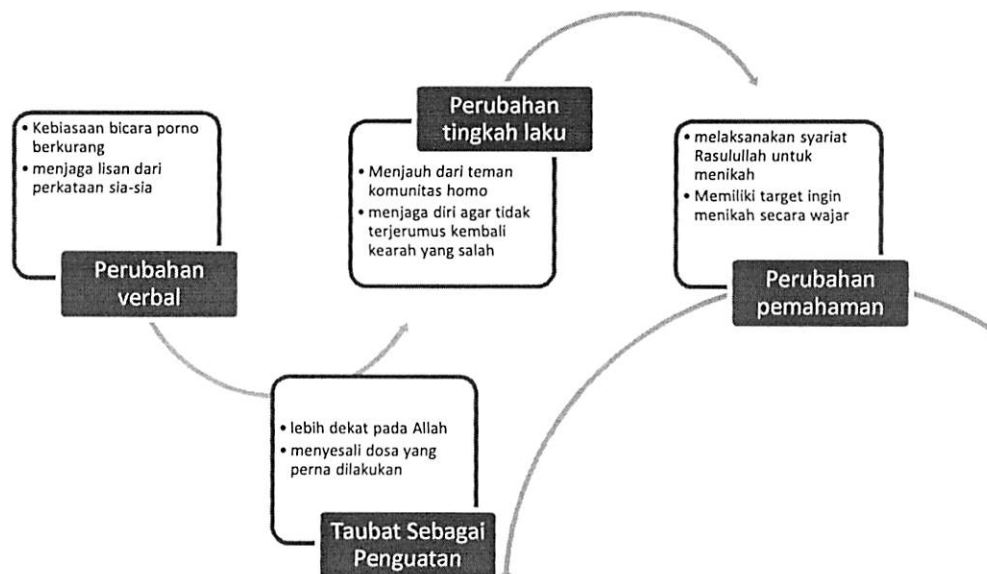 • Kebiasaan bicara porno
berkurang
• menjaga lisan dari
perkataan sia-sia
Perubahan
verbal
Perubahan
tingkah laku
• Menjauh dari teman
komunitas homo
• menjaga diri agar tidak
terjerumus kembali
kearah yang salah
• melaksanakan syariat
Rasulullah untuk
menikah
• Memiliki target ingin
menikah secara wajar
Perubahan
pemahaman
• lebih dekat pada Allah
• menyesali dosa yang
perna dilakukan
Taubat Sebagai
Penguatan